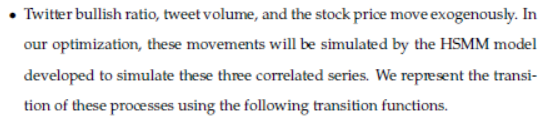 • Twitter bullish ratio, tweet volume, and the stock price move exogenously. In
our optimization, these movements will be simulated by the HSMM model
developed to simulate these three correlated series. We represent the transi-
tion of these processes using the following transition functions.